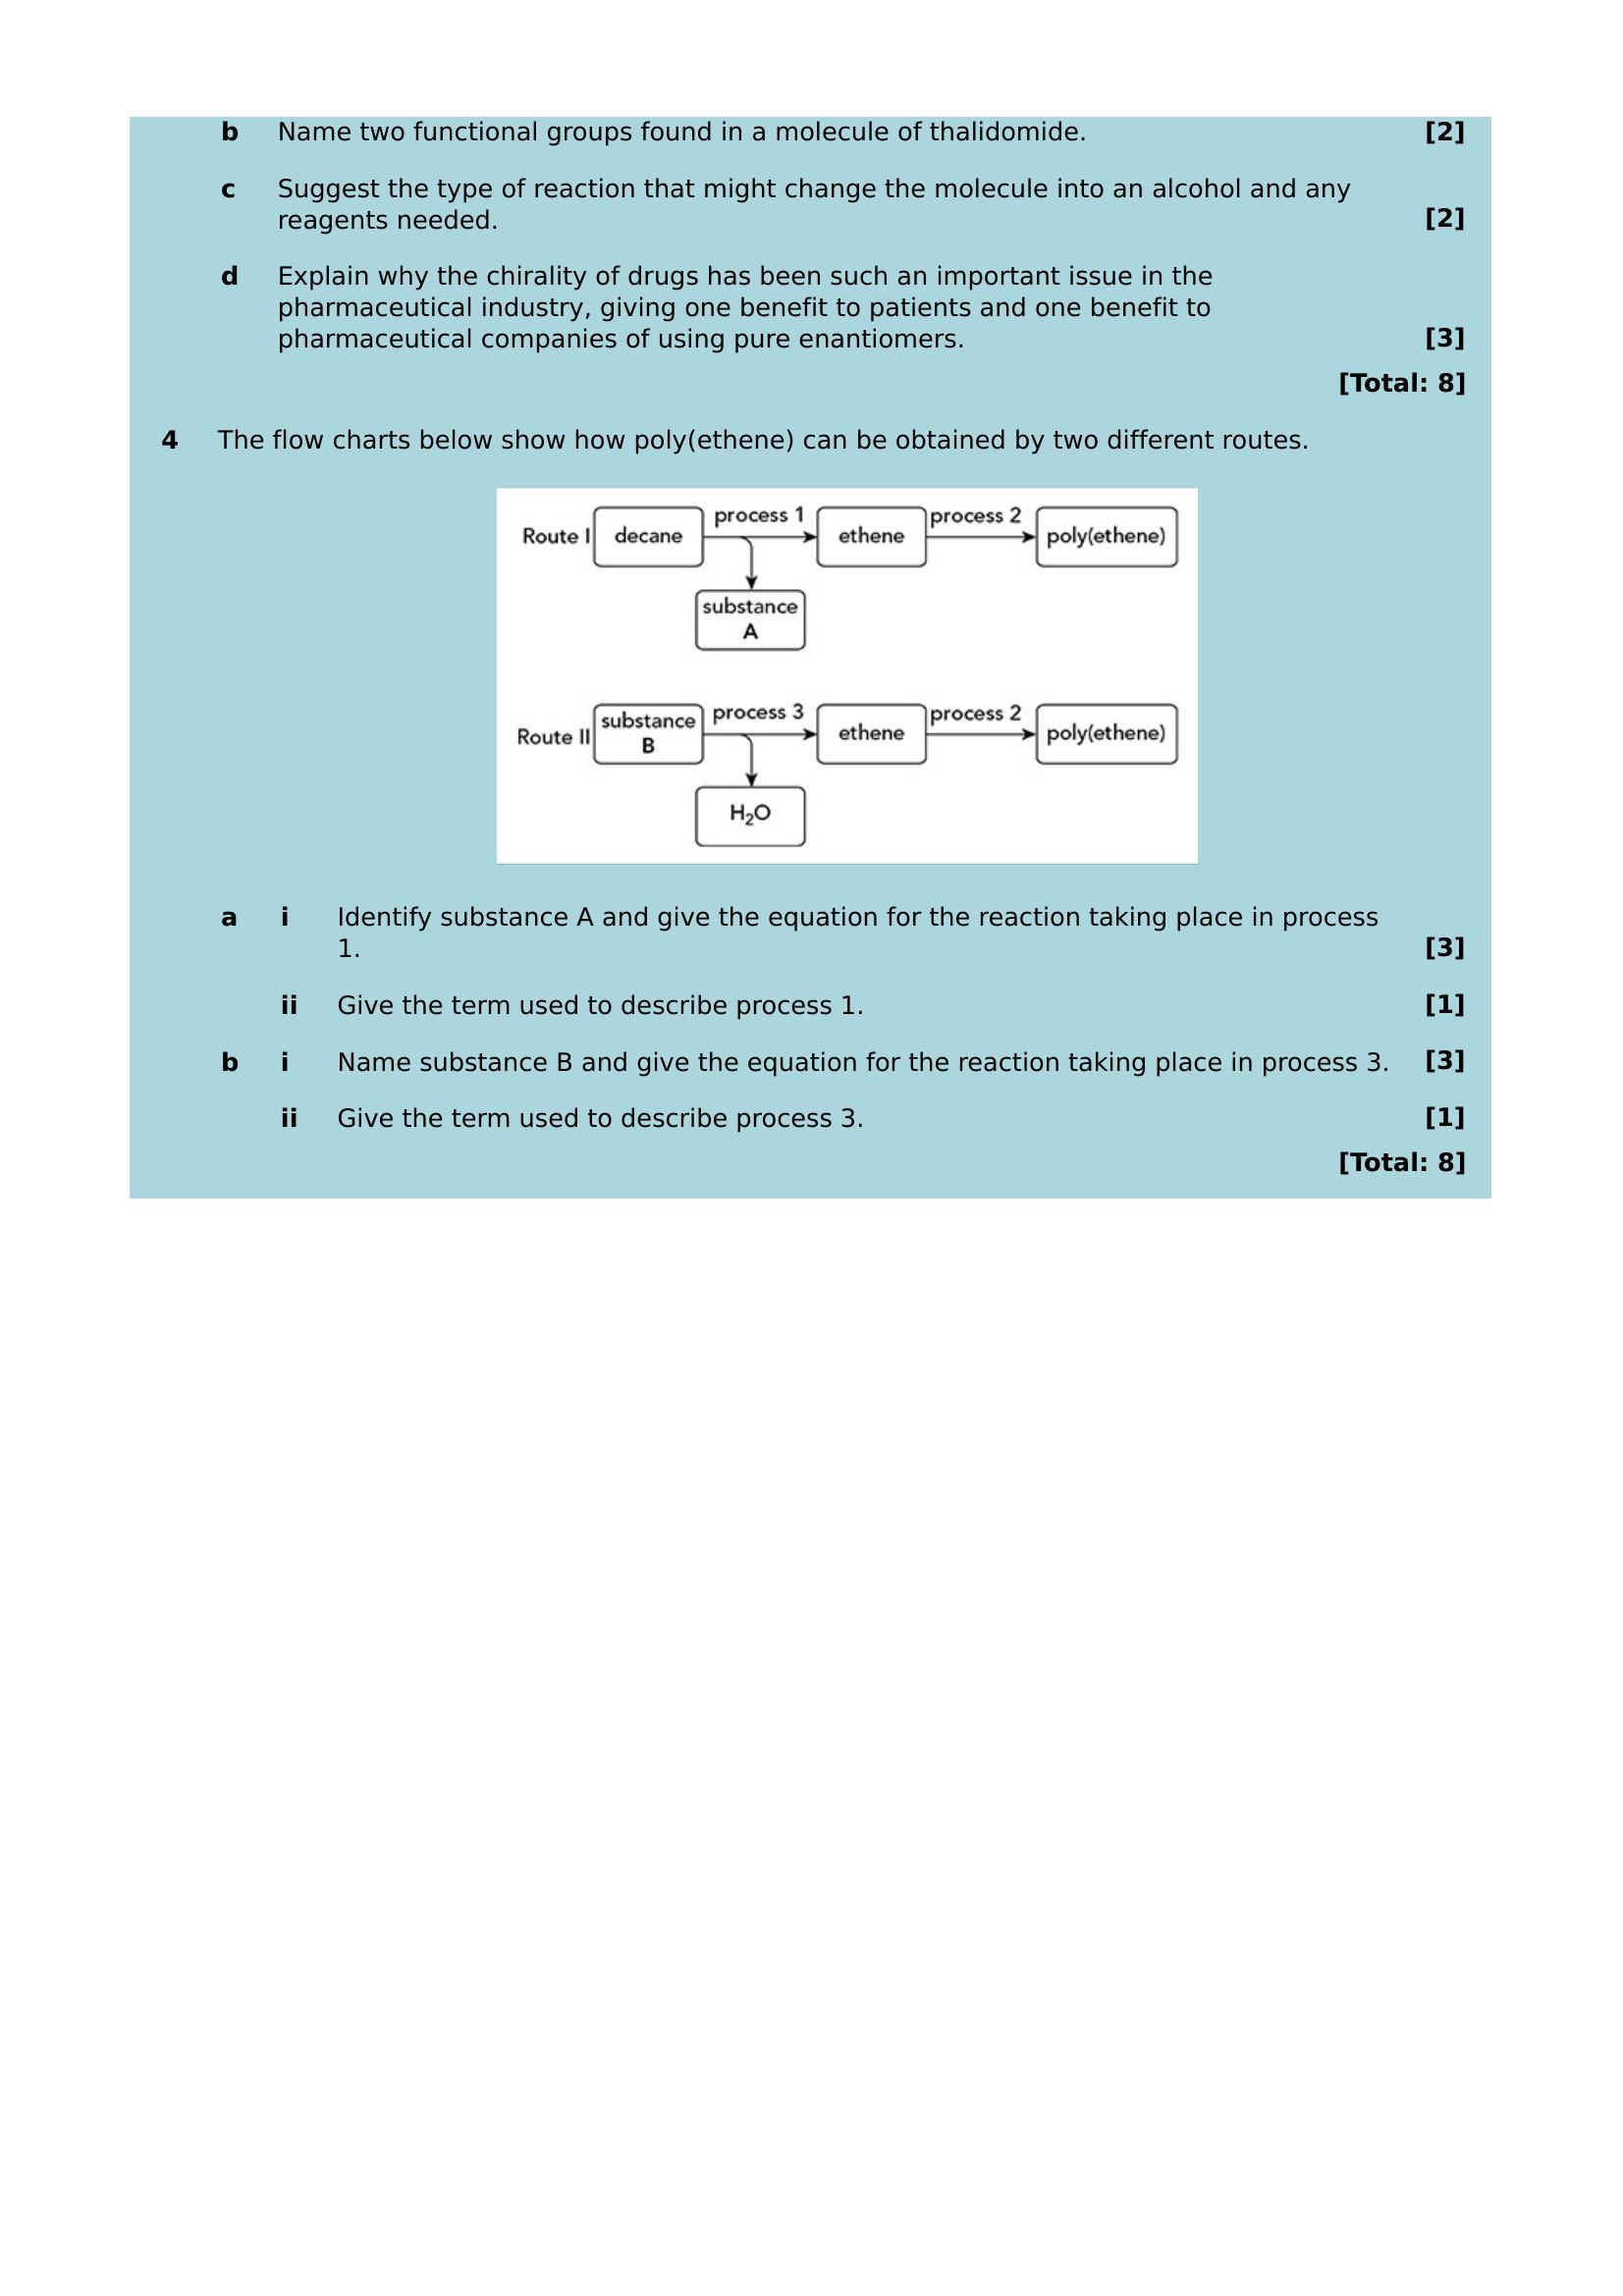 b Name two functional groups found in a molecule of thalidomide. [2]
c Suggest the type of reaction that might change the molecule into an alcohol and any
reagents needed. [2]
d Explain why the chirality of drugs has been such an important issue in the
pharmaceutical industry, giving one benefit to patients and one benefit to
pharmaceutical companies of using pure enantiomers. [3]
[Total: 8]
4 The flow charts below show how poly(ethene) can be obtained by two different routes.
Route I decane process 1 ethene process 2 poly(ethene)
substance
A
Route II substance
B process 3 ethene process 2 poly(ethene)
H₂O
a i Identify substance A and give the equation for the reaction taking place in process
1. [3]
ii Give the term used to describe process 1. [1]
b i Name substance B and give the equation for the reaction taking place in process 3. [3]
ii Give the term used to describe process 3. [1]
[Total: 8]